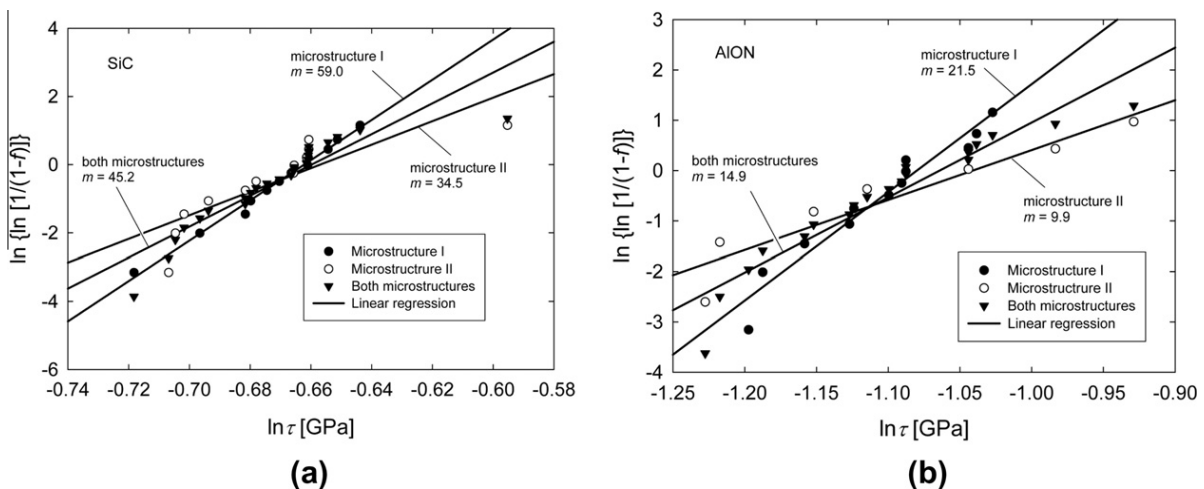 4
2
0
-2
-4
-6
ln {ln [1/(1-f)]}
SiC
microstructure I
m = 59.0
both microstructures
m = 45.2
microstructure II
m = 34.5
Microstructure I
Microstructrure II
Both microstructures
Linear regression
-0.74 -0.72 -0.70 -0.68 -0.66 -0.64 -0.62 -0.60 -0.58
ln τ [GPa]
(a)
3
2
1
0
-1
-2
-3
-4
ln {ln [1/(1-f)]}
AlON
microstructure I
m = 21.5
both microstructures
m = 14.9
microstructure II
m = 9.9
Microstructure I
Microstructrure II
Both microstructures
Linear regression
-1.25 -1.20 -1.15 -1.10 -1.05 -1.00 -0.95 -0.90
ln τ [GPa]
(b)